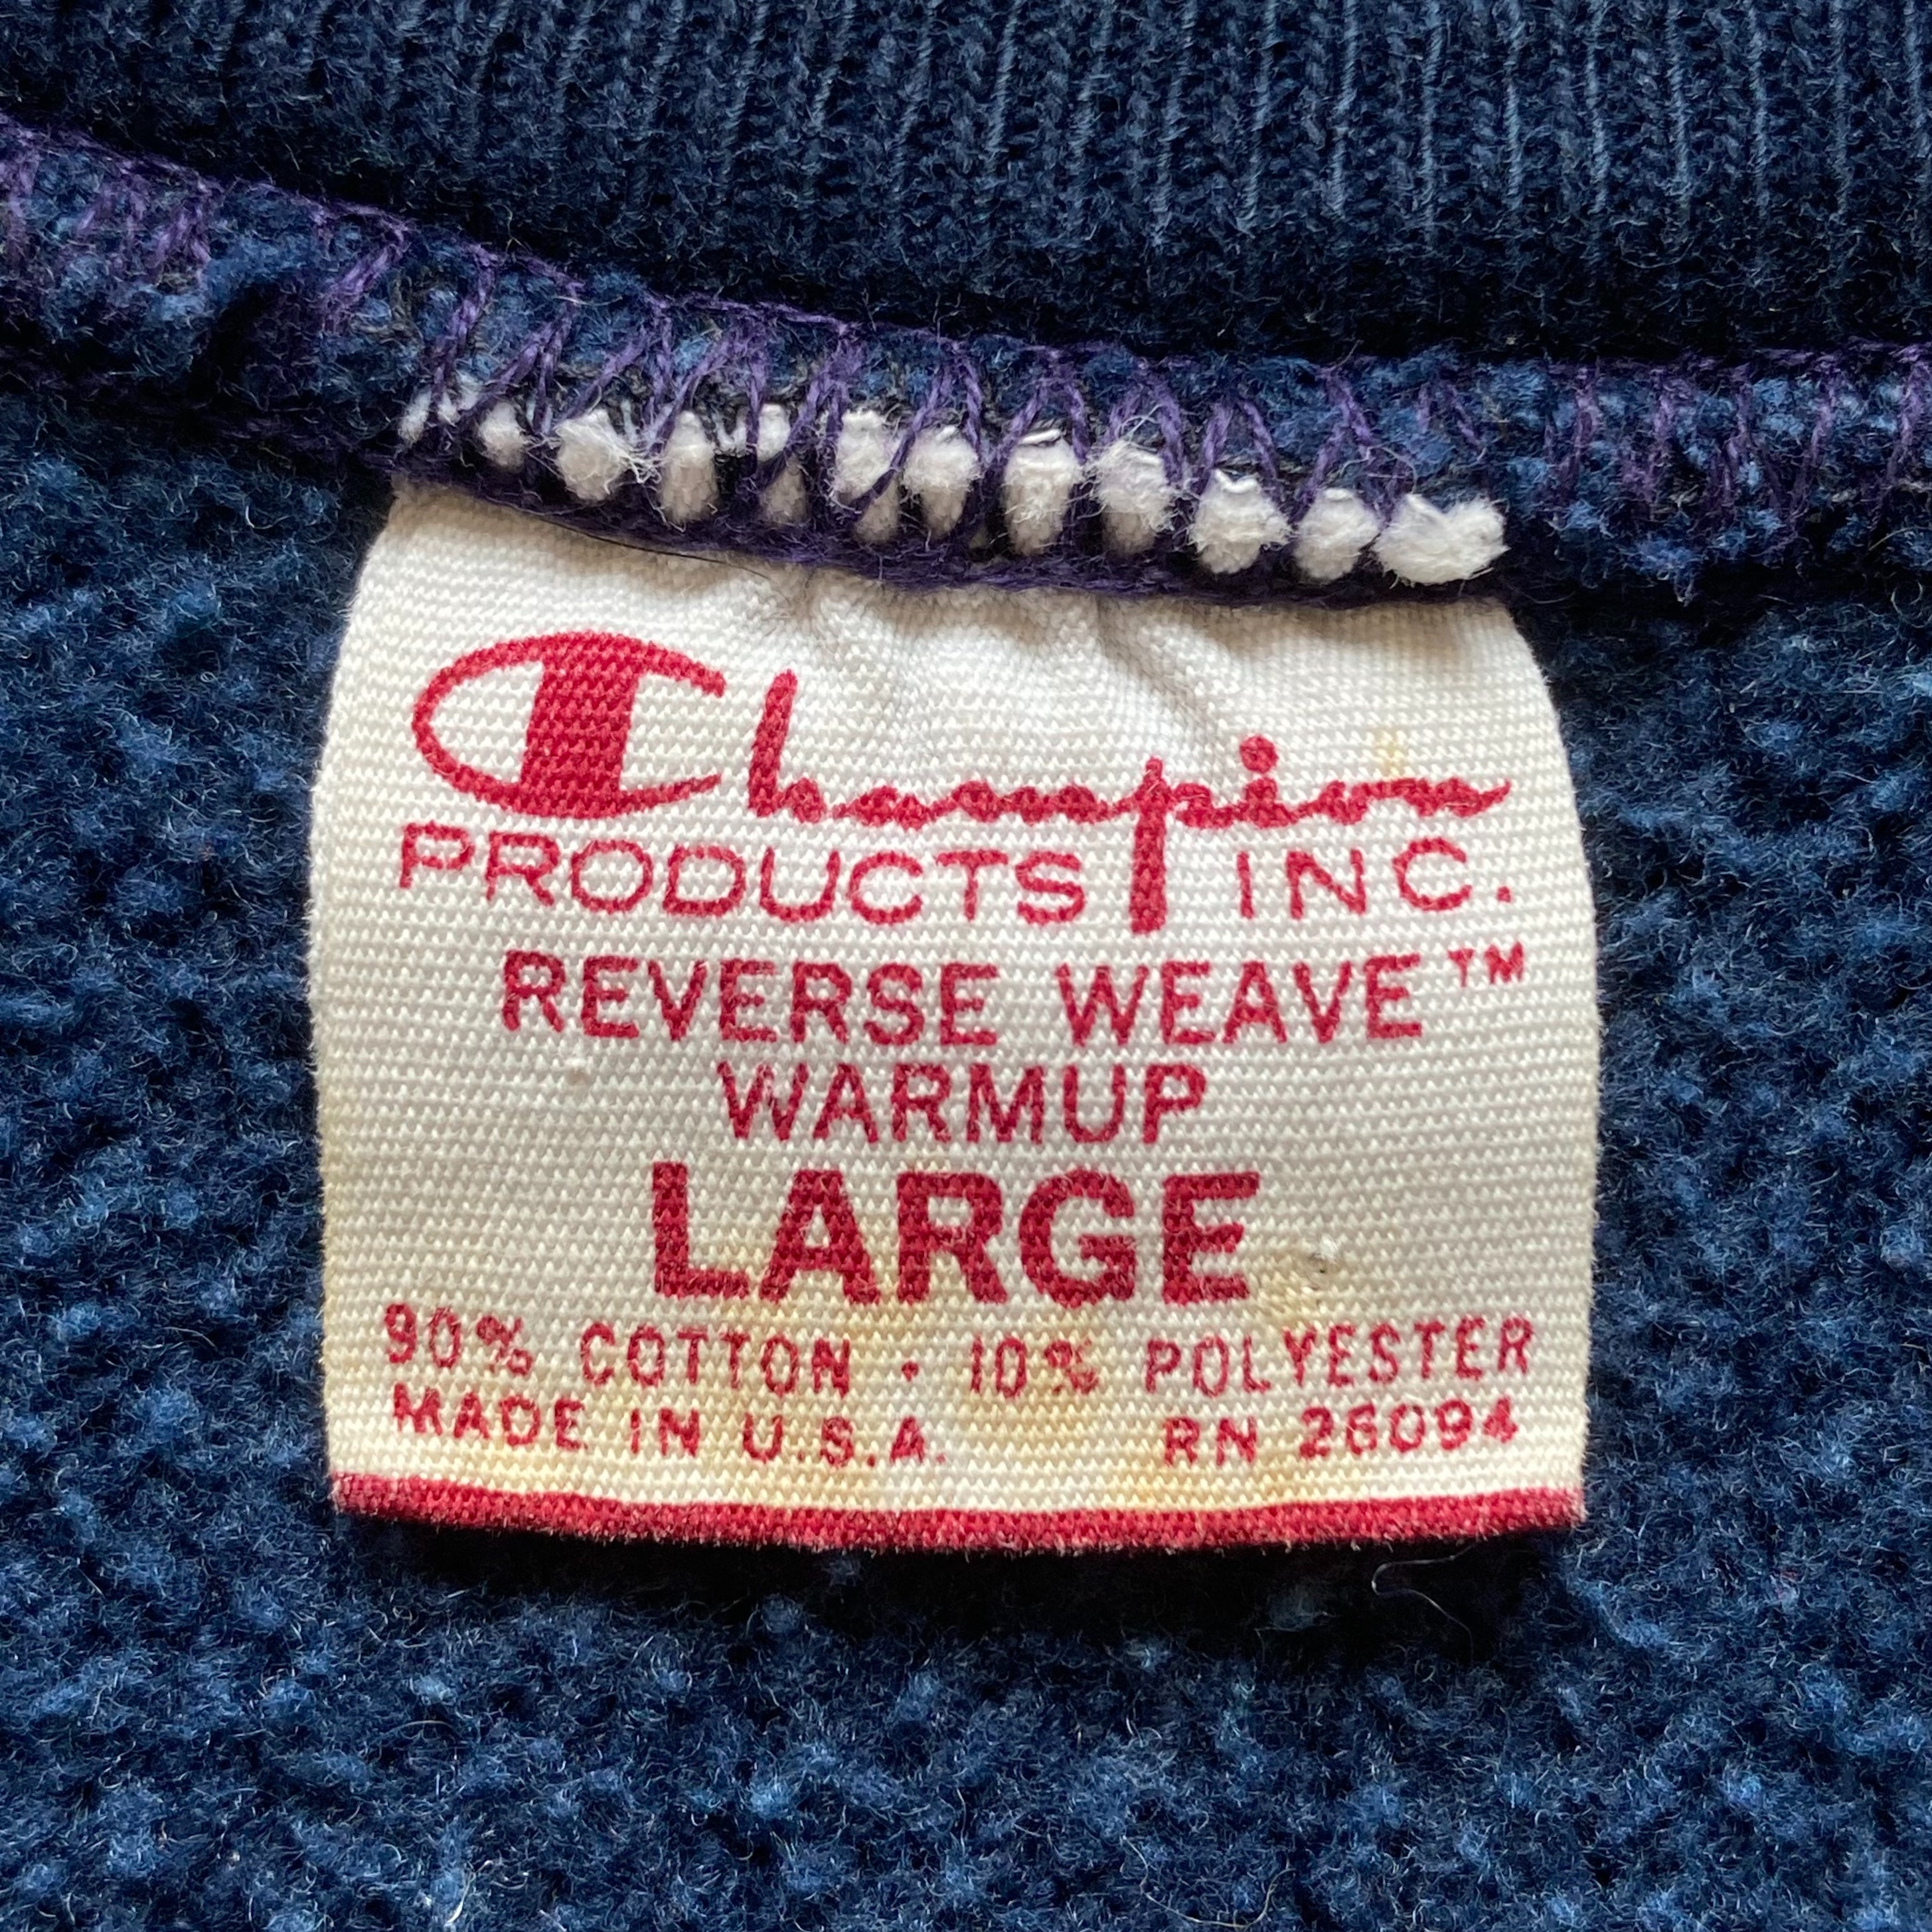 Champion
PRODUCTS INC.
REVERSE WEAVE™
WARMUP
LARGE
90% COTTON · 10% POLYESTER
MADE IN U.S.A. RN 26094